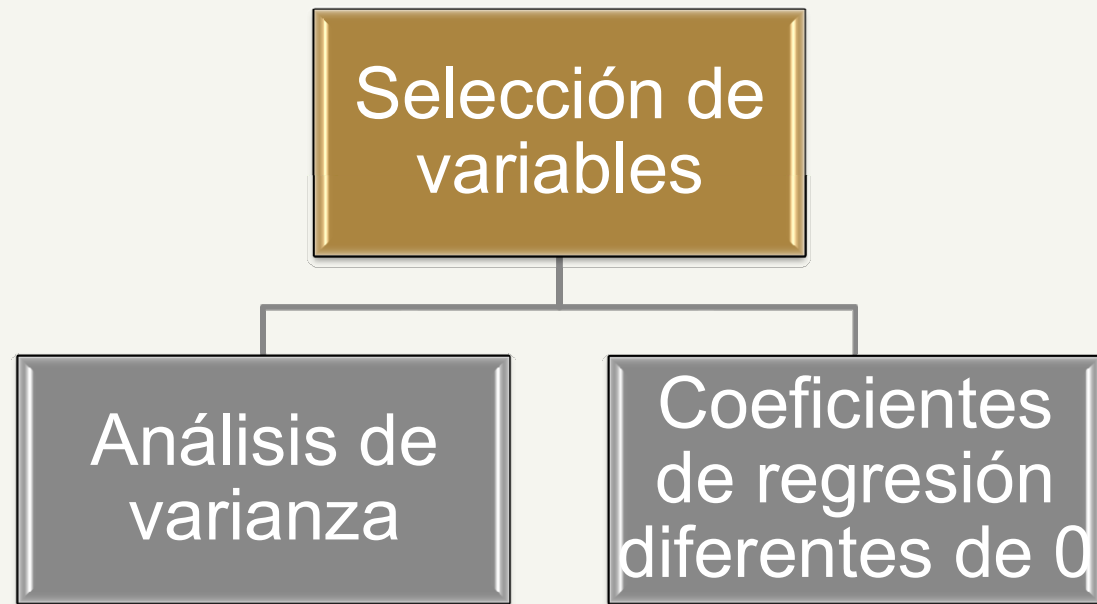 Selección de
variables
Análisis de
varianza
Coeficientes
de regresión
diferentes de 0